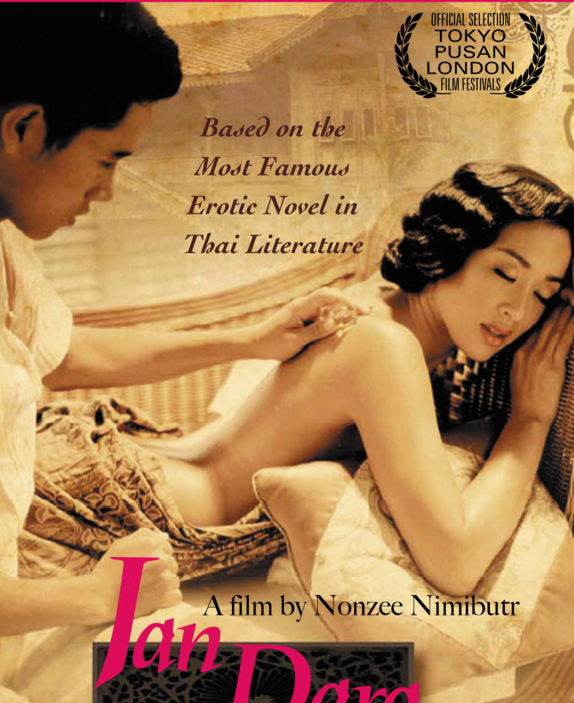 OFFICIAL SELECTION
TOKYO
PUSAN
LONDON
FILM FESTIVALS
Based on the
Most Famous
Erotic Novel in
Thai Literature
A film by Nonzee Nimibutr
Jan
Dara